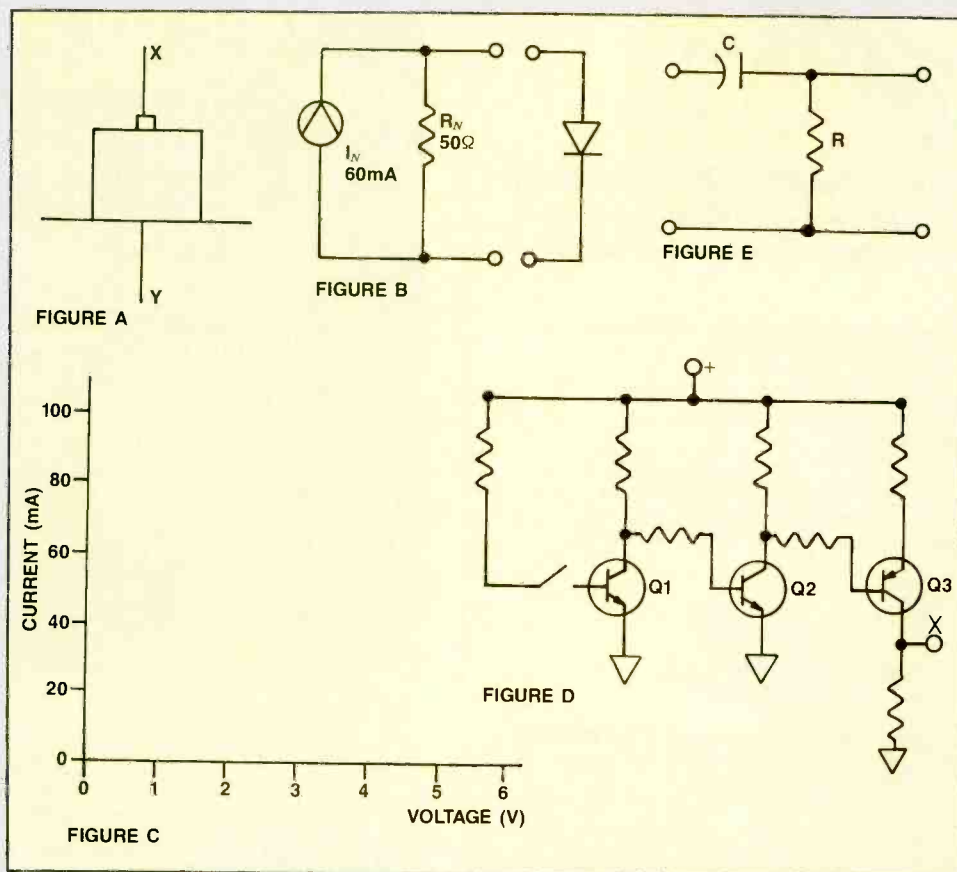 X
Y
FIGURE A
I_N
60mA
R_N
50Ω
FIGURE B
C
R
FIGURE E
CURRENT (mA)
100
80
60
40
20
0
0 1 2 3 4 5 6
VOLTAGE (V)
FIGURE C
+
Q1
Q2
Q3
X
FIGURE D